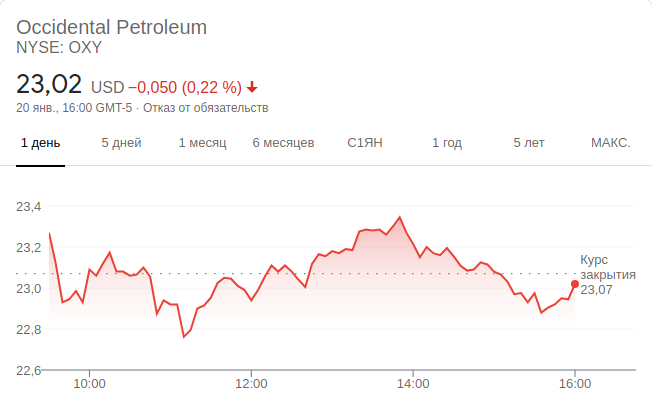 Occidental Petroleum
NYSE: OXY
23,02 USD −0,050 (0,22 %)
20 янв., 16:00 GMT-5 · Отказ от обязательств
1 день 5 дней 1 месяц 6 месяцев С1ЯН 1 год 5 лет МАКС.
23,4
23,2
Курс
закрытия
23,07
23,0
22,8
22,6
10:00 12:00 14:00 16:00